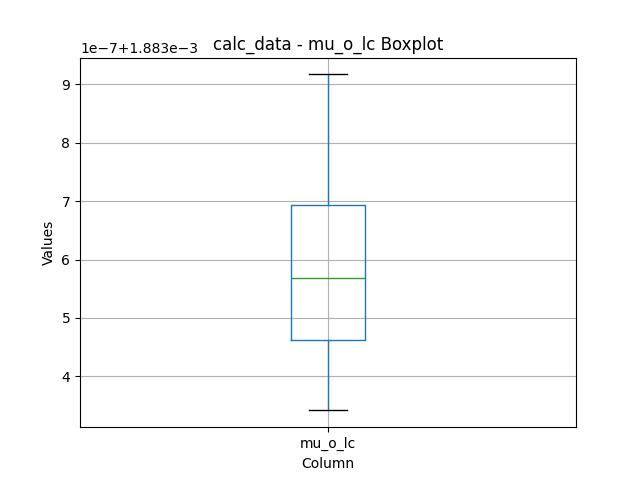 calc_data - mu_o_lc Boxplot
1e−7+1.883e−3
9
8
7
6
5
4
Values
mu_o_lc
Column